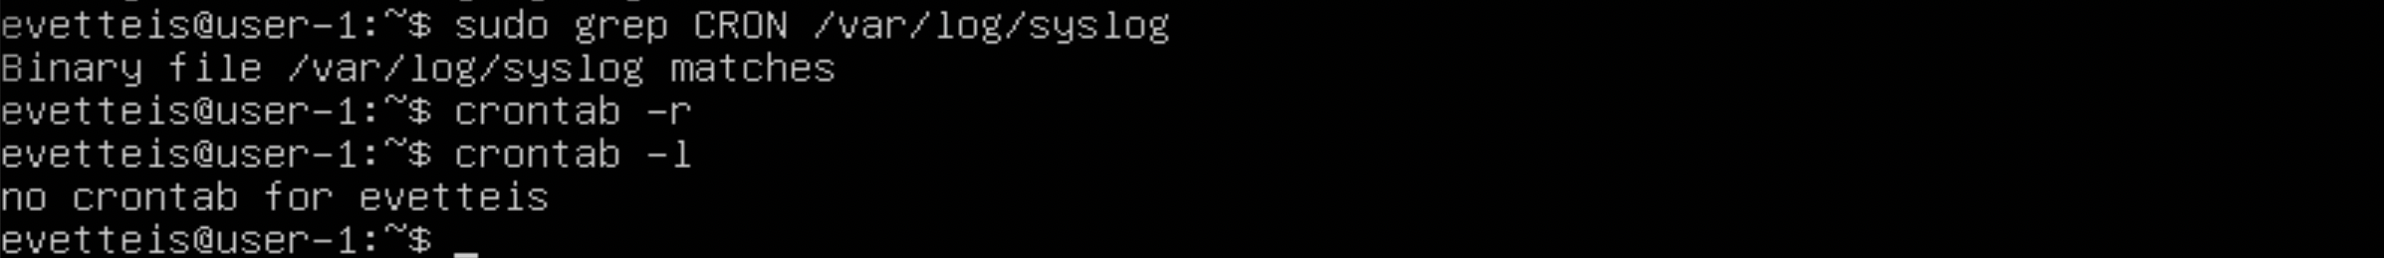 evetteis@user-1:~$ sudo grep CRON /var/log/syslog
Binary file /var/log/syslog matches
evetteis@user-1:~$ crontab -r
evetteis@user-1:~$ crontab -l
no crontab for evetteis
evetteis@user-1:~$ _